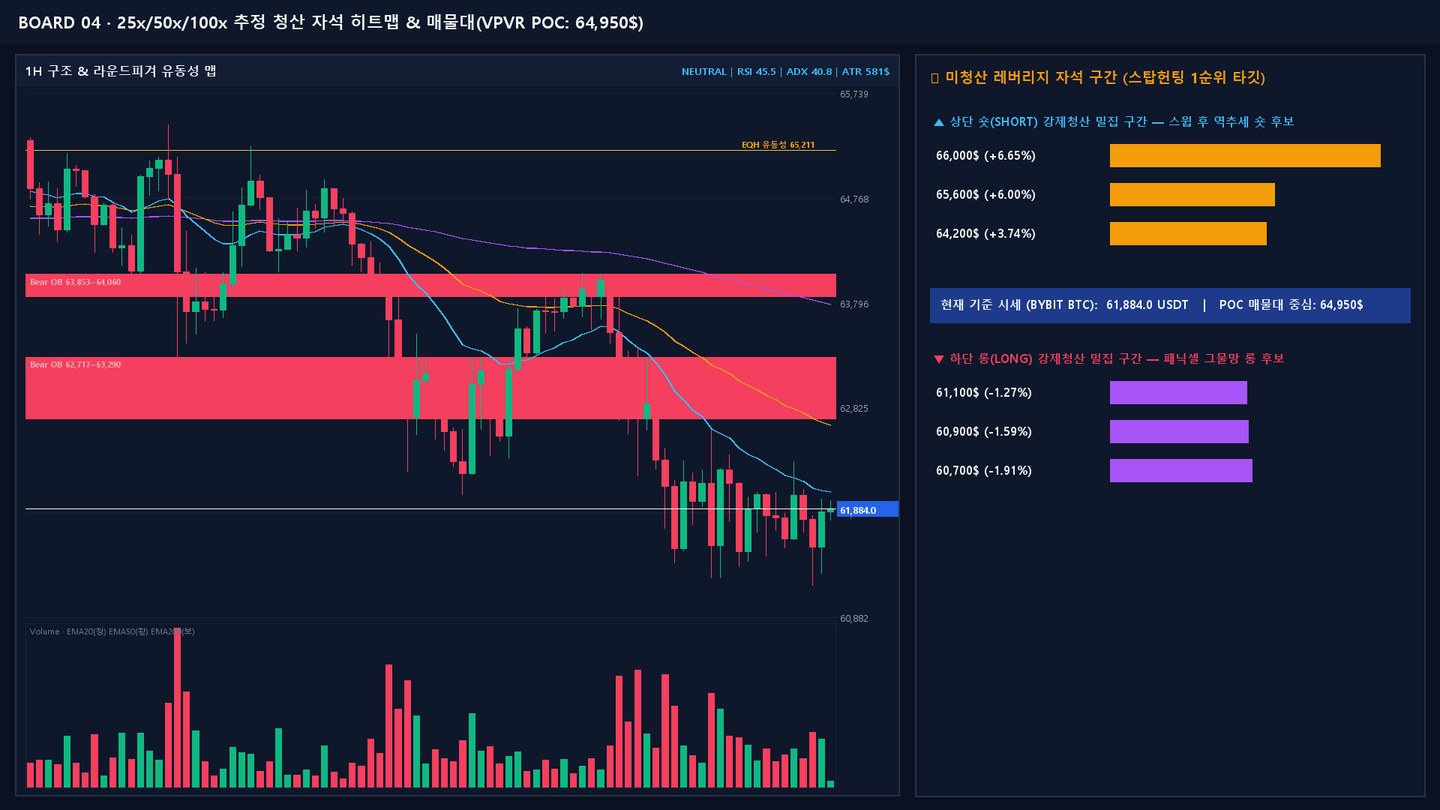 BOARD 04 · 25x/50x/100x 추정 청산 자석 히트맵 & 매물대(VPVR POC: 64,950$)
1H 구조 & 라운드피겨 유동성 맵
NEUTRAL | RSI 45.5 | ADX 40.8 | ATR 581$
65,739
EQH 유동성 65,211
64,768
Bear OB 63,853~64,060
63,796
Bear OB 62,717~63,290
62,825
61,884.0
60,882
Volume · EMA20(청) EMA50(황) EMA200(보)
미청산 레버리지 자석 구간 (스탑헌팅 1순위 타깃)
▲ 상단 숏(SHORT) 강제청산 밀집 구간 — 스윕 후 역추세 숏 후보
66,000$ (+6.65%)
65,600$ (+6.00%)
64,200$ (+3.74%)
현재 기준 시세 (BYBIT BTC): 61,884.0 USDT | POC 매물대 중심: 64,950$
▼ 하단 롱(LONG) 강제청산 밀집 구간 — 패닉셀 그물망 롱 후보
61,100$ (-1.27%)
60,900$ (-1.59%)
60,700$ (-1.91%)